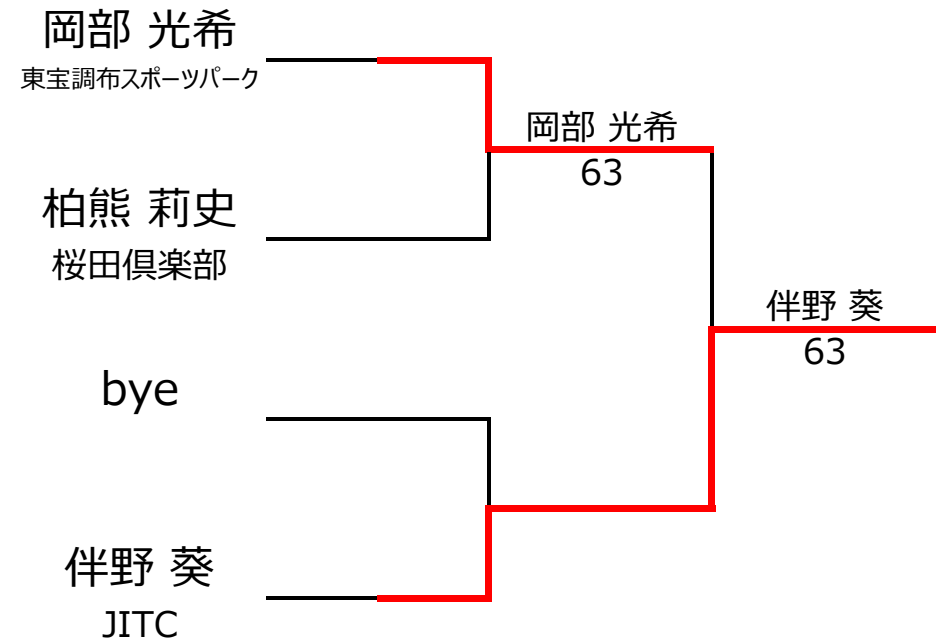 岡部 光希
東宝調布スポーツパーク
岡部 光希
63
柏熊 莉史
桜田倶楽部
伴野 葵
63
bye
伴野 葵
JITC